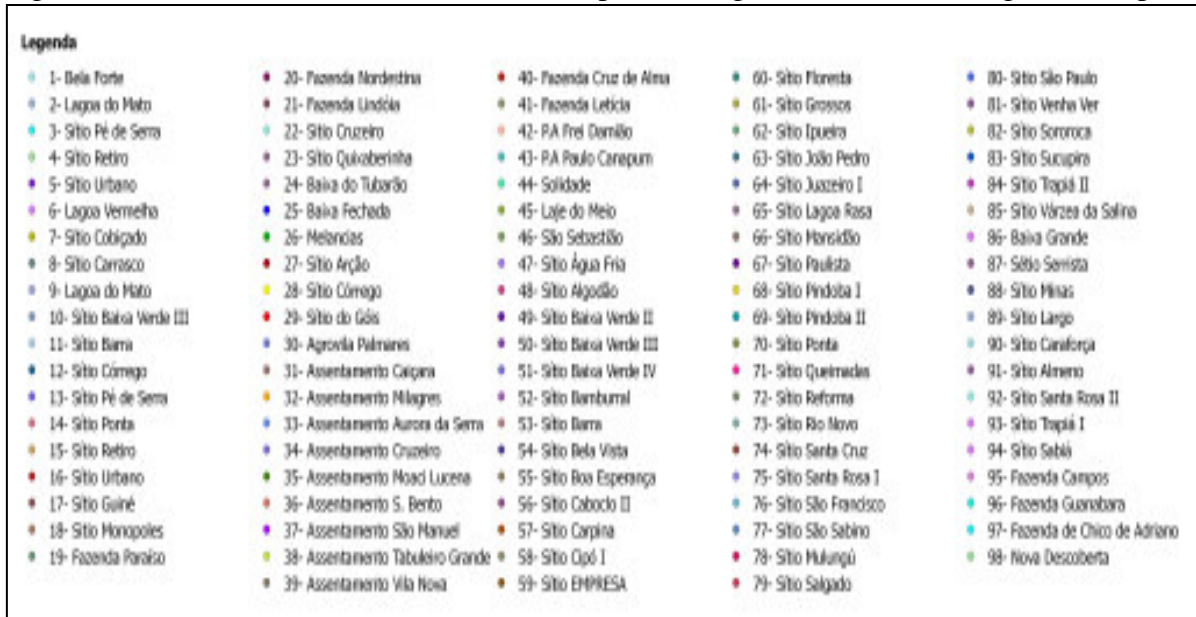 Legenda
1- Bela Forte
2- Lagoa do Mato
3- Sítio Pé de Serra
4- Sítio Retiro
5- Sítio Urbano
6- Lagoa Vermelha
7- Sítio Cobiçado
8- Sítio Carrasco
9- Lagoa do Mato
10- Sítio Baixa Verde III
11- Sítio Barra
12- Sítio Córrego
13- Sítio Pé de Serra
14- Sítio Ponta
15- Sítio Retiro
16- Sítio Urbano
17- Sítio Guiné
18- Sítio Monopoles
19- Fazenda Paraíso
20- Fazenda Nordestina
21- Fazenda Lindóia
22- Sítio Cruzeiro
23- Sítio Quixaberinha
24- Baixa do Tubarão
25- Baixa Fechada
26- Melancias
27- Sítio Arção
28- Sítio Córrego
29- Sítio do Góis
30- Agrovila Palmares
31- Assentamento Caiçara
32- Assentamento Milagres
33- Assentamento Aurora da Serra
34- Assentamento Cruzeiro
35- Assentamento Moaci Lucena
36- Assentamento S. Bento
37- Assentamento São Manuel
38- Assentamento Tabuleiro Grande
39- Assentamento Vila Nova
40- Fazenda Cruz de Alma
41- Fazenda Letícia
42- P.A Frei Damião
43- P.A Paulo Canapum
44- Solidade
45- Laje do Meio
46- São Sebastião
47- Sítio Água Fria
48- Sítio Algodão
49- Sítio Baixa Verde II
50- Sítio Baixa Verde III
51- Sítio Baixa Verde IV
52- Sítio Bamburral
53- Sítio Barra
54- Sítio Bela Vista
55- Sítio Boa Esperança
56- Sítio Caboclo II
57- Sítio Carpina
58- Sítio Cipó I
59- Sítio EMPRESA
60- Sítio Floresta
61- Sítio Grossos
62- Sítio Ipueira
63- Sítio João Pedro
64- Sítio Juazeiro I
65- Sítio Lagoa Rasa
66- Sítio Mansidão
67- Sítio Paulista
68- Sítio Pindoba I
69- Sítio Pindoba II
70- Sítio Ponta
71- Sítio Queimadas
72- Sítio Reforma
73- Sítio Rio Novo
74- Sítio Santa Cruz
75- Sítio Santa Rosa I
76- Sítio São Francisco
77- Sítio São Sabino
78- Sítio Mulungú
79- Sítio Salgado
80- Sítio São Paulo
81- Sítio Venha Ver
82- Sítio Sororoca
83- Sítio Sucupira
84- Sítio Trapiá II
85- Sítio Várzea da Salina
86- Baixa Grande
87- Sétio Serrista
88- Sítio Minas
89- Sítio Largo
90- Sítio Caraforça
91- Sítio Almeno
92- Sítio Santa Rosa II
93- Sítio Trapiá I
94- Sítio Sabiá
95- Fazenda Campos
96- Fazenda Guanabara
97- Fazenda de Chico de Adriano
98- Nova Descoberta